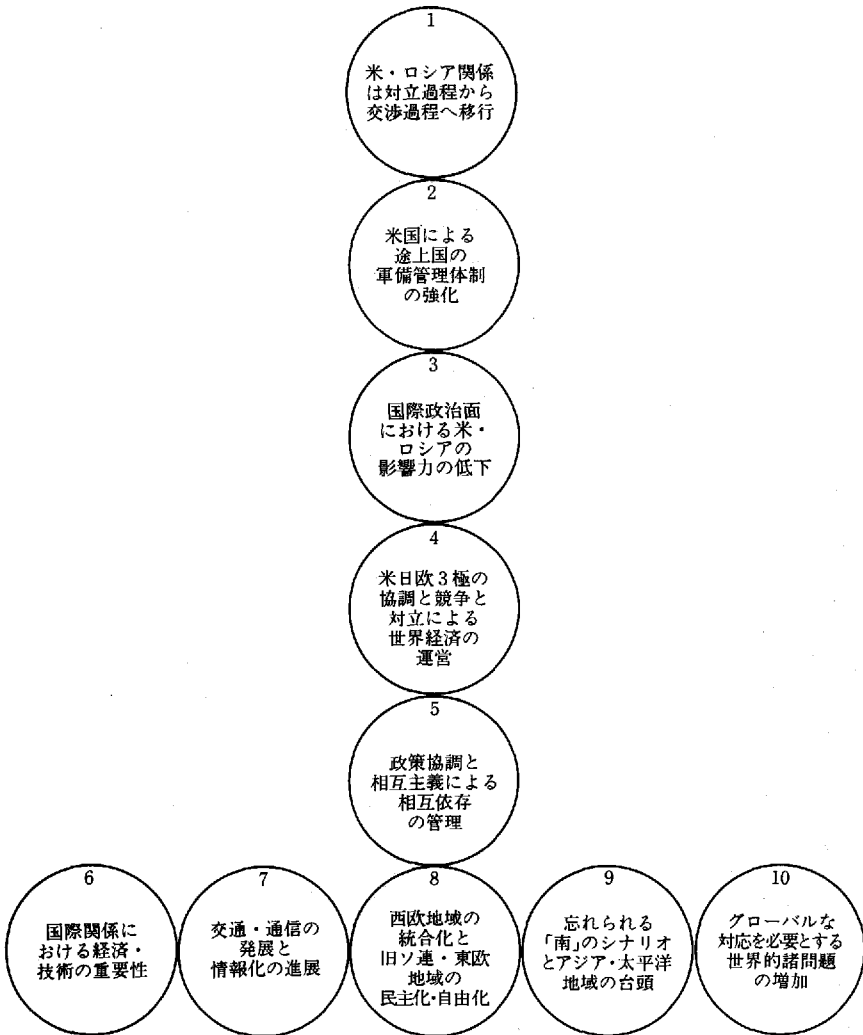 1
米・ロシア関係
は対立過程から
交渉過程へ移行
2
米国による
途上国の
軍備管理体制
の強化
3
国際政治面
における米・
ロシアの
影響力の低下
4
米日欧3極の
協調と競争と
対立による
世界経済の
運営
5
政策協調と
相互主義による
相互依存
の管理
6
国際関係に
おける経済・
技術の重要性
7
交通・通信の
発展と
情報化の進展
8
西欧地域の
統合化と
旧ソ連・東欧
地域の
民主化・自由化
9
忘れられる
「南」のシナリオ
とアジア・太平洋
地域の台頭
10
グローバルな
対応を必要とする
世界的諸問題
の増加